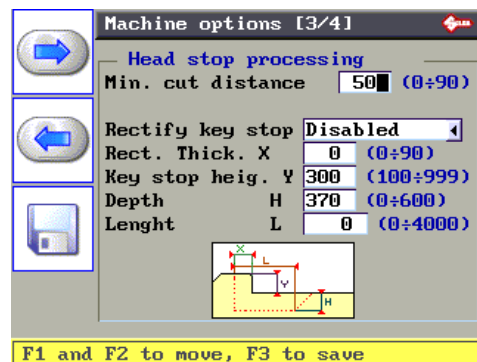 Machine options [3/4]
Head stop processing
Min. cut distance 50 (0÷90)
Rectify key stop Disabled
Rect. Thick. X 0 (0÷90)
Key stop heig. Y 300 (100÷999)
Depth H 370 (0÷600)
Lenght L 0 (0÷4000)
X
L
Y
H
F1 and F2 to move, F3 to save